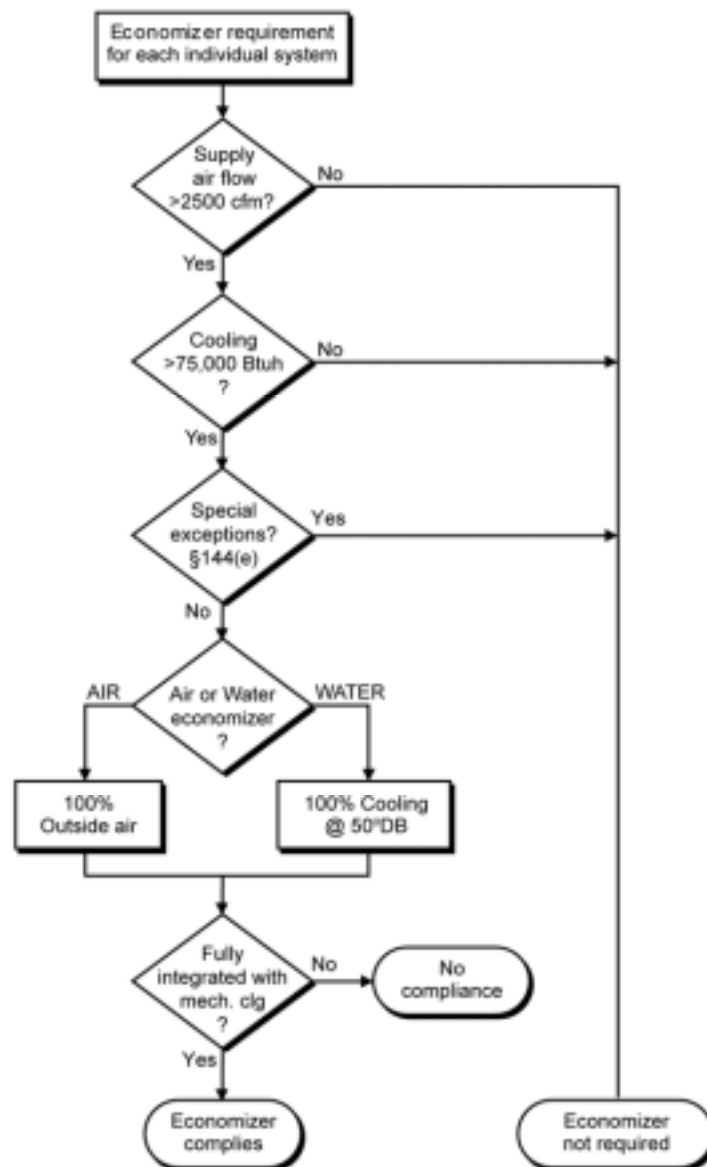 Economizer requirement
for each individual system
Supply
air flow
>2500 cfm?
No
Yes
Cooling
>75,000 Btuh
?
No
Yes
Special
exceptions?
§144(e)
Yes
No
AIR
Air or Water
economizer
?
WATER
100%
Outside air
100% Cooling
@ 50°DB
Fully
integrated with
mech. clg
?
No
No
compliance
Yes
Economizer
complies
Economizer
not required